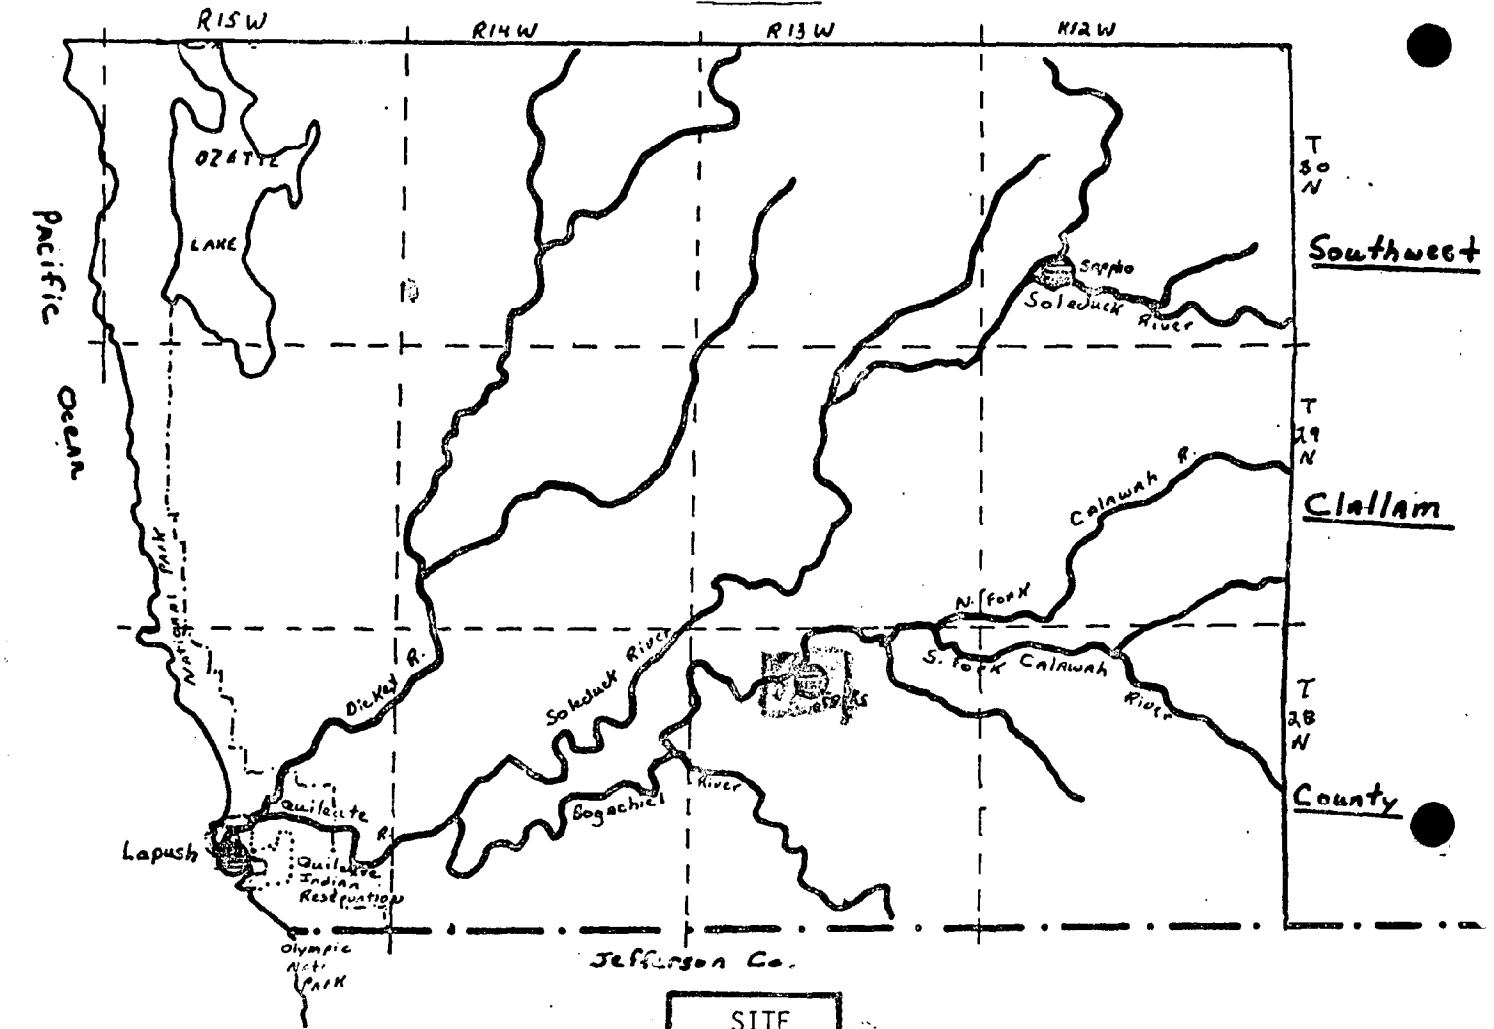 R15W R14W R13W R12W
OZATTE
LAKE
T
30
N
Pacific
Ocean
Southwest
Sappho
Soleduck River
T
29
N
Calawah R.
Clallam
National Park
N. Fork
S. Fork Calawah River
Soleduck River
Dickey R.
T
28
N
County
Bogachiel River
Quileute R.
Lapush
Quileute
Indian
Reservation
Olympic
Natl
Park
Jefferson Co.
SITE